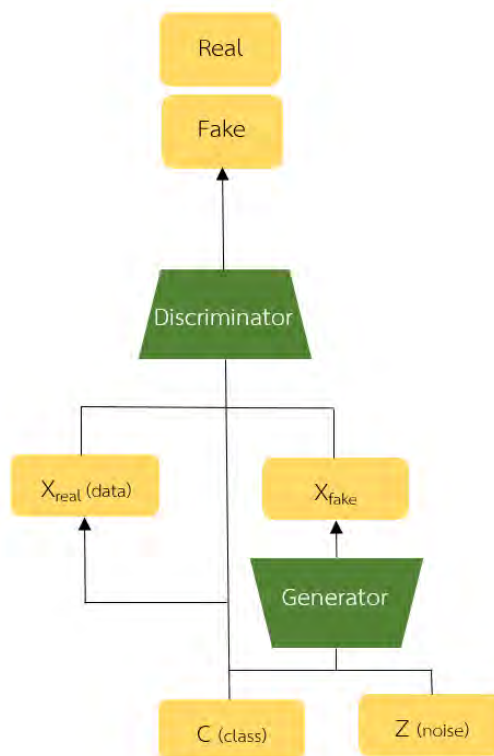 Real
Fake
Discriminator
Xreal (data)
Xfake
Generator
C (class)
Z (noise)